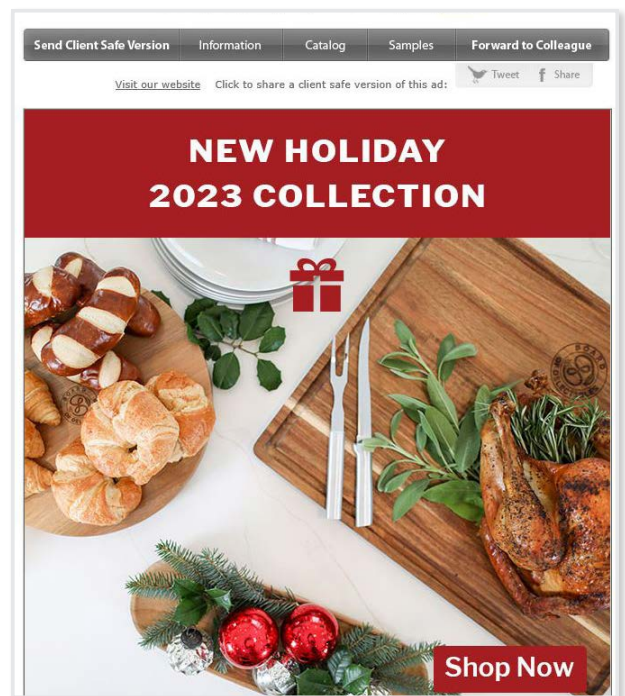 Send Client Safe Version Information Catalog Samples Forward to Colleague
Visit our website Click to share a client safe version of this ad: Tweet Share
NEW HOLIDAY
2023 COLLECTION
BOARD
Shop Now